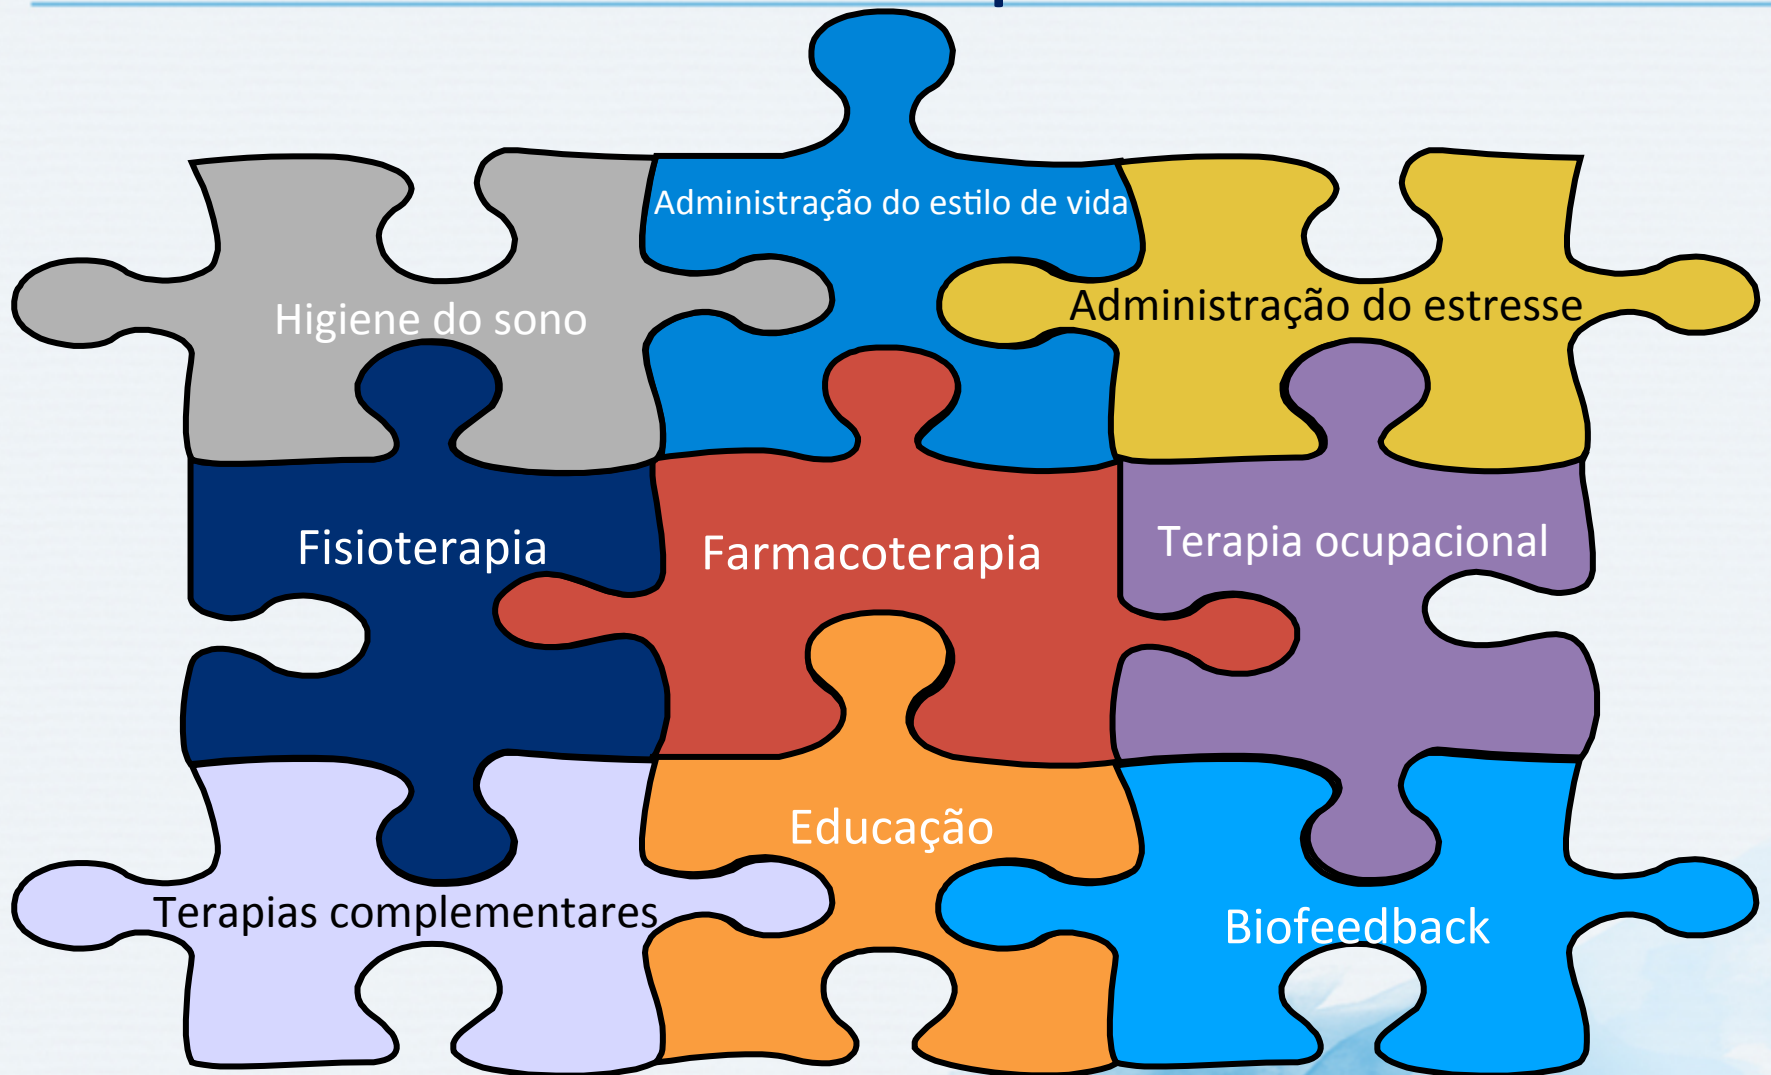 Administração do estilo de vida
Higiene do sono
Administração do estresse
Fisioterapia
Farmacoterapia
Terapia ocupacional
Terapias complementares
Educação
Biofeedback